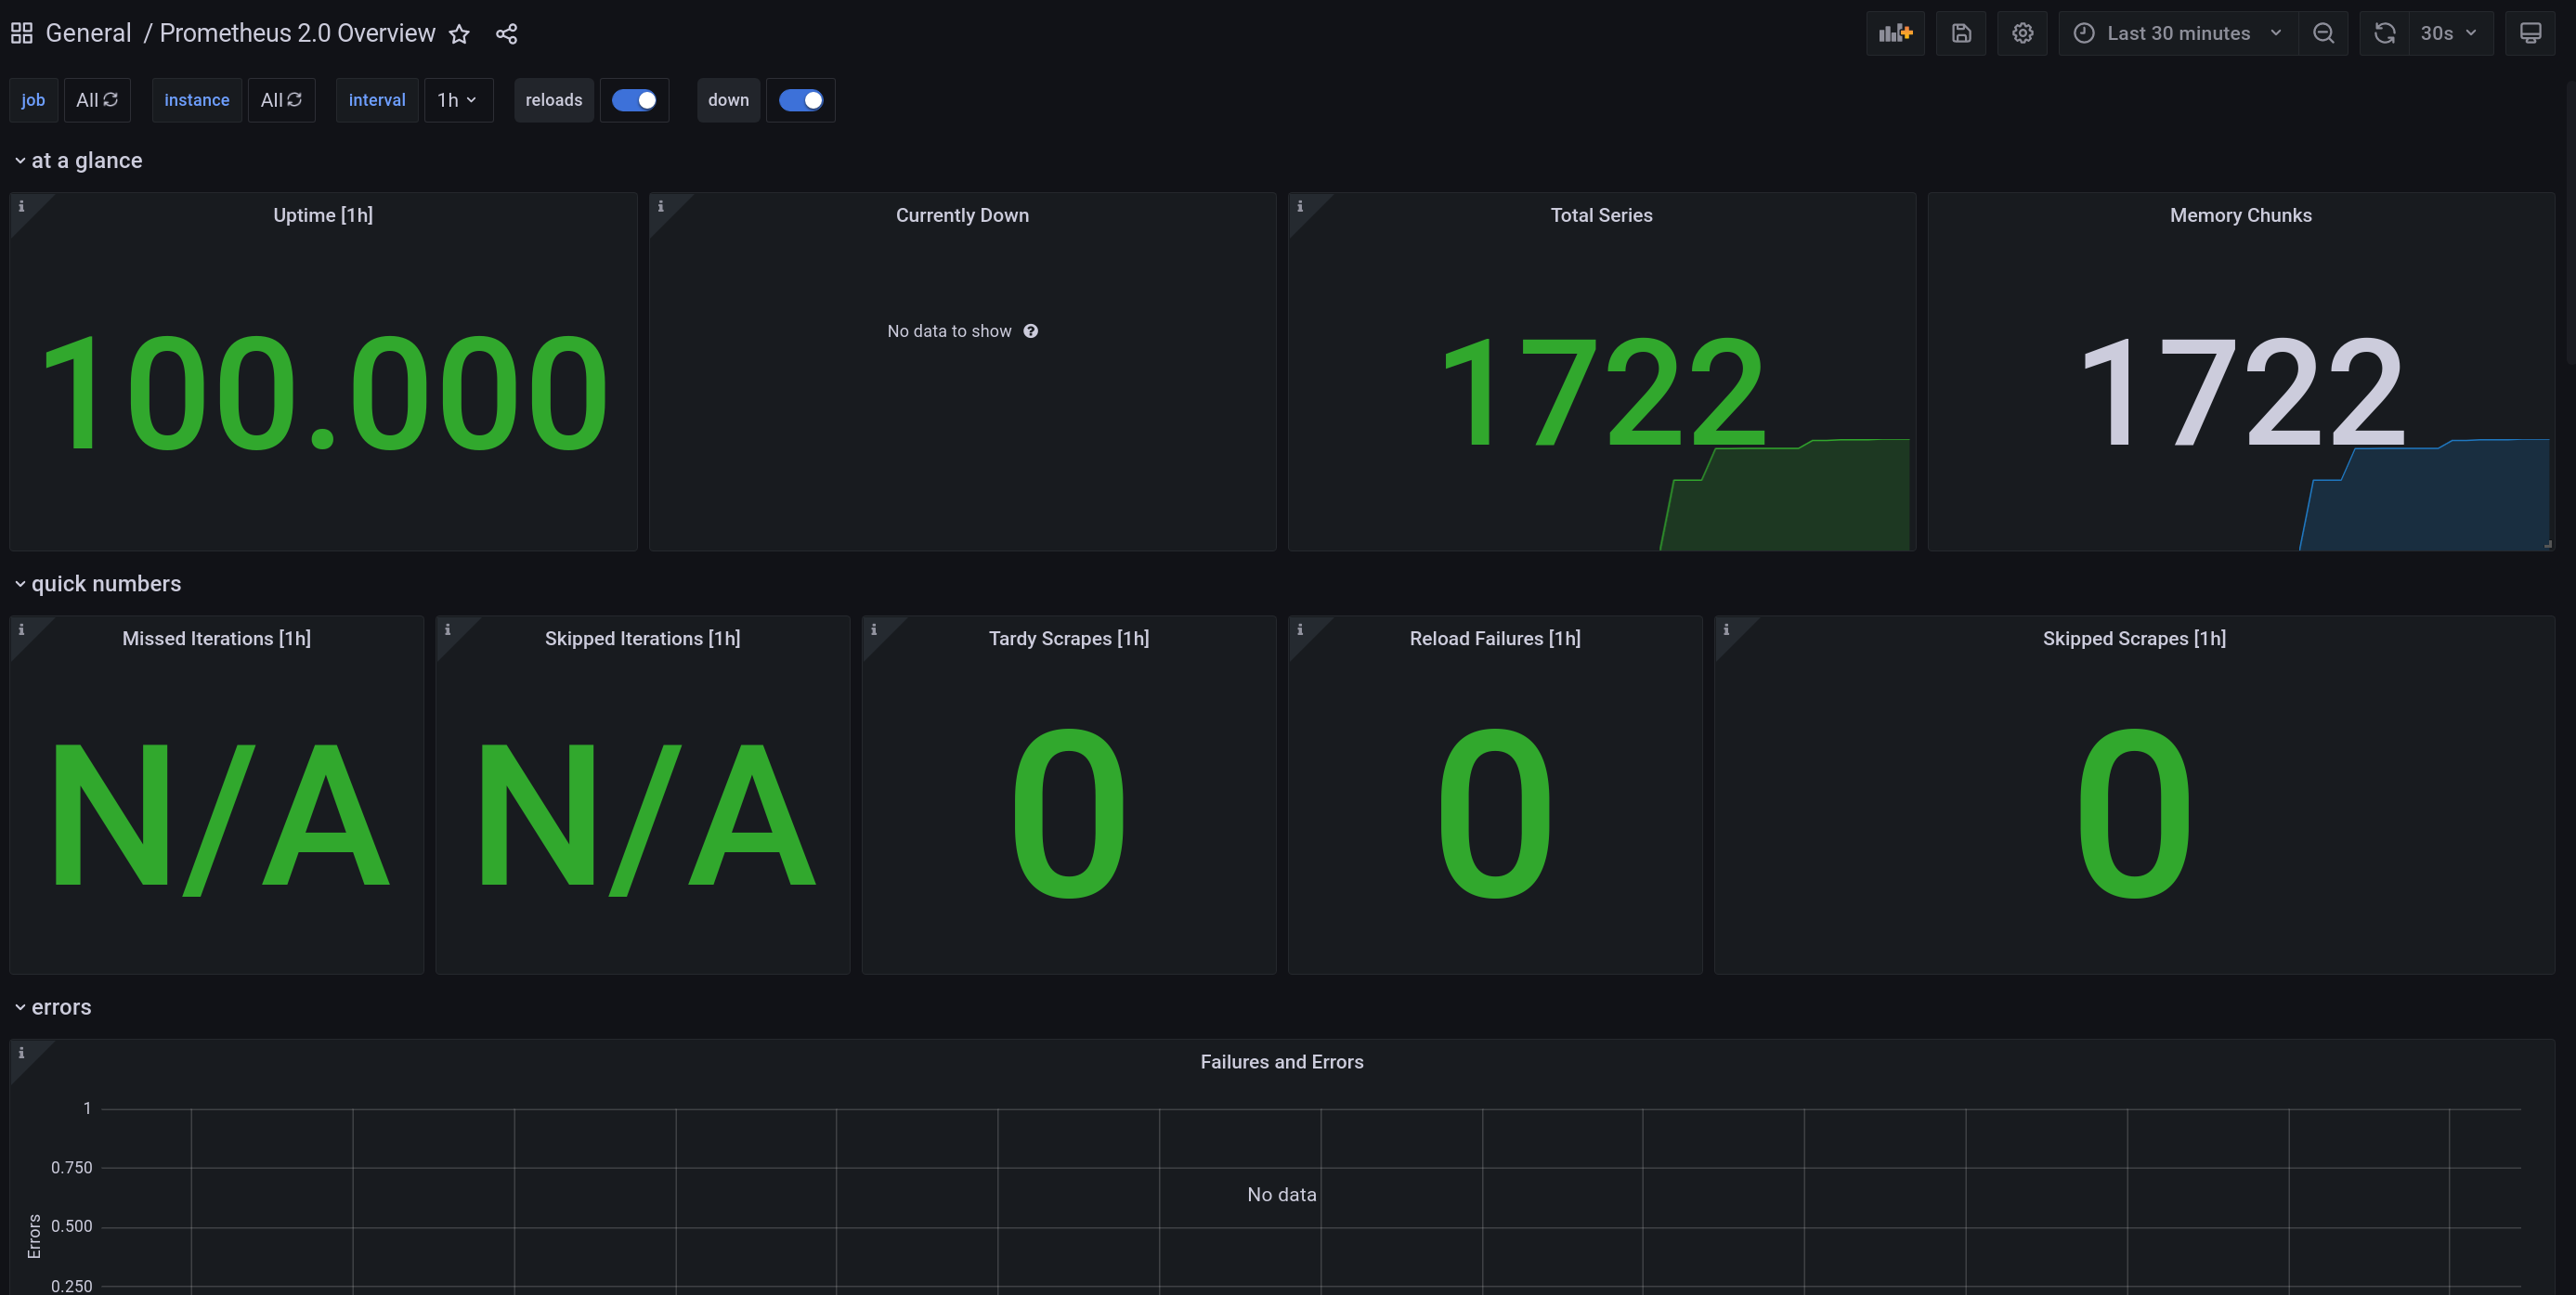 General / Prometheus 2.0 Overview
Last 30 minutes
30s
job All instance All interval 1h reloads down
at a glance
Uptime [1h]
100.000
Currently Down
No data to show
Total Series
1722
Memory Chunks
1722
quick numbers
Missed Iterations [1h]
N/A
Skipped Iterations [1h]
N/A
Tardy Scrapes [1h]
0
Reload Failures [1h]
0
Skipped Scrapes [1h]
0
errors
Failures and Errors
1
0.750
No data
0.500
Errors
0.250